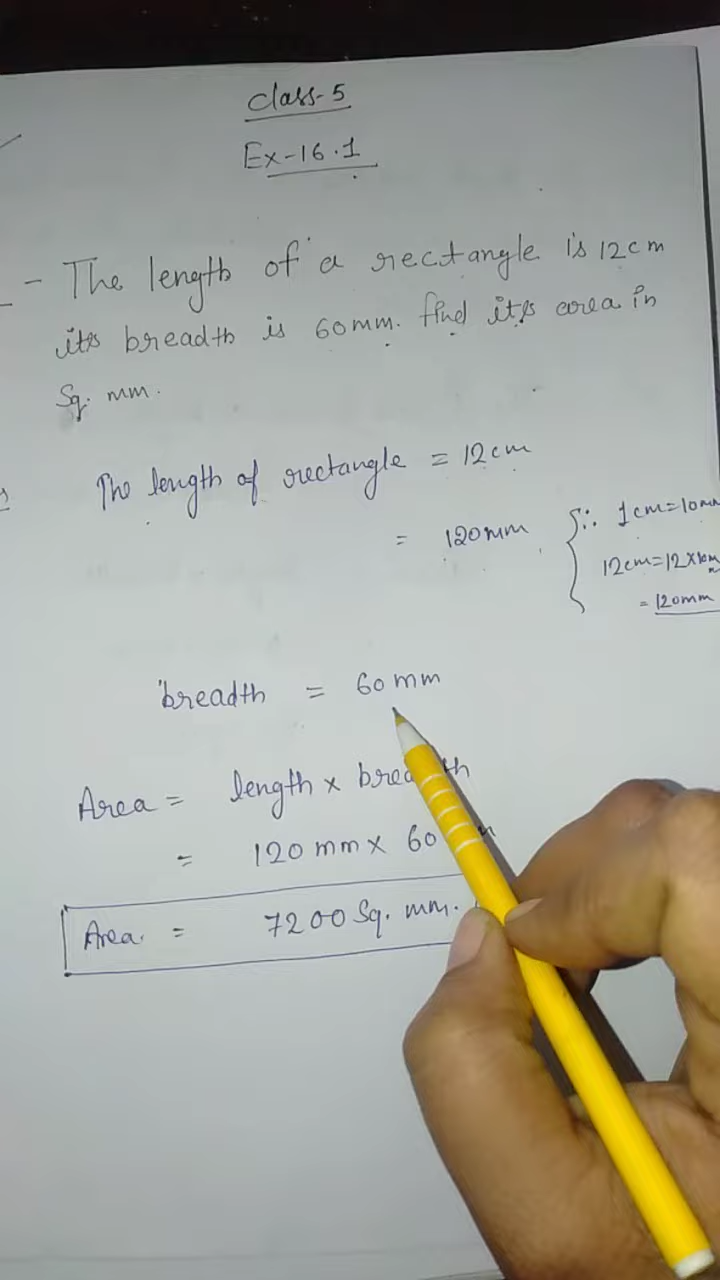 Class-5
Ex-16.1
- The length of a rectangle is 12cm
its breadth is 60mm. find its area in
Sq. mm.
The length of rectangle = 12cm
= 120mm
∴ 1cm=10mm
12cm=12×10m
m
=120mm
breadth = 60mm
Area = length × breadth
= 120 mm × 60
Area = 7200 Sq. mm.